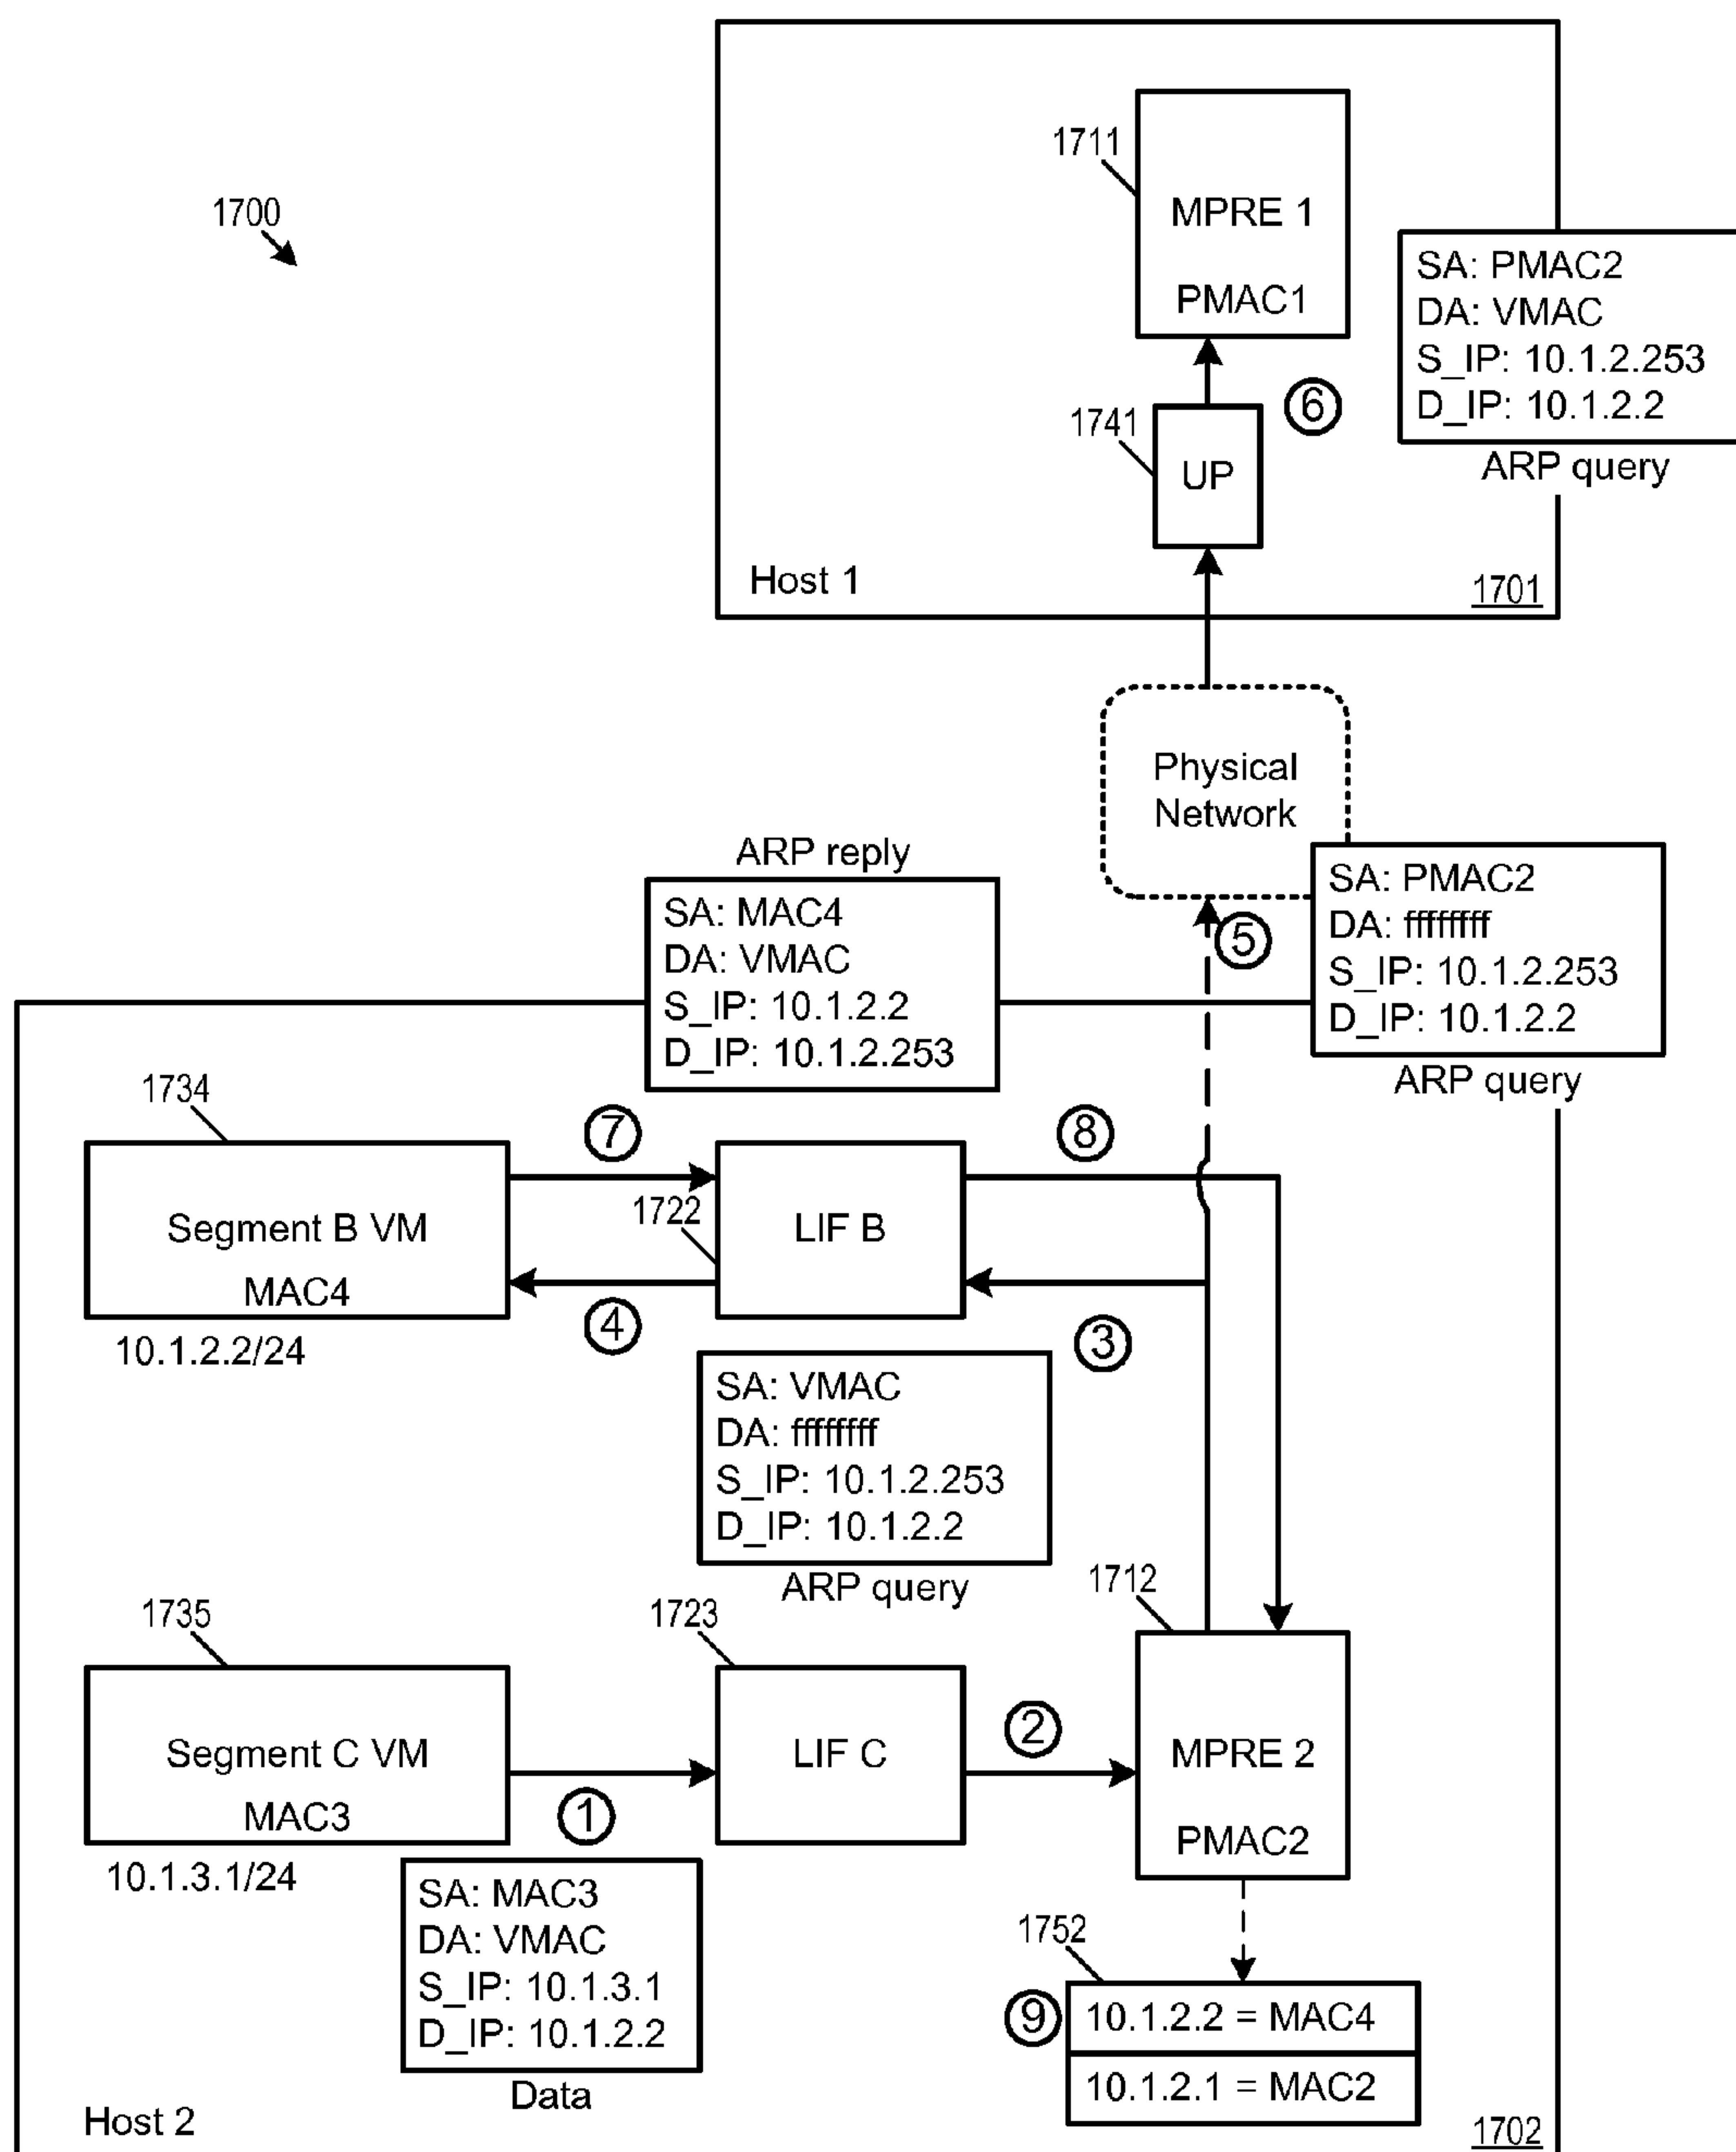 1700
1711
MPRE 1
PMAC1
SA: PMAC2
DA: VMAC
S_IP: 10.1.2.253
D_IP: 10.1.2.2
ARP query
6
1741
UP
Host 1
1701
Physical
Network
ARP reply
SA: MAC4
DA: VMAC
S_IP: 10.1.2.2
D_IP: 10.1.2.253
5
SA: PMAC2
DA: ffffffff
S_IP: 10.1.2.253
D_IP: 10.1.2.2
ARP query
1734
7
8
Segment B VM
MAC4
10.1.2.2/24
1722
LIF B
4
3
SA: VMAC
DA: ffffffff
S_IP: 10.1.2.253
D_IP: 10.1.2.2
ARP query
1712
1735
1723
Segment C VM
MAC3
10.1.3.1/24
LIF C
2
MPRE 2
PMAC2
1
SA: MAC3
DA: VMAC
S_IP: 10.1.3.1
D_IP: 10.1.2.2
Data
1752
9
10.1.2.2 = MAC4
10.1.2.1 = MAC2
Host 2
1702